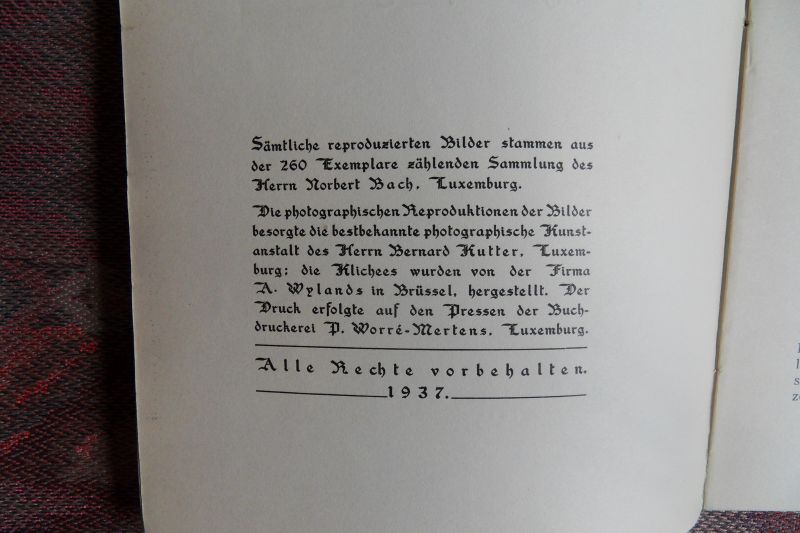 Sämtliche reproduzierten Bilder stammen aus
der 260 Exemplare zählenden Sammlung des
Herrn Norbert Bach, Luxemburg.
Die photographischen Reproduktionen der Bilder
besorgte die bestbekannte photographische Kunst-
anstalt des Herrn Bernard Kutter, Luxem-
burg; die Klichees wurden von der Firma
A. Wylands in Brüssel, hergestellt. Der
Druck erfolgte auf den Pressen der Buch-
druckerei P. Worré-Mertens, Luxemburg.
Alle Rechte vorbehalten.
1937.